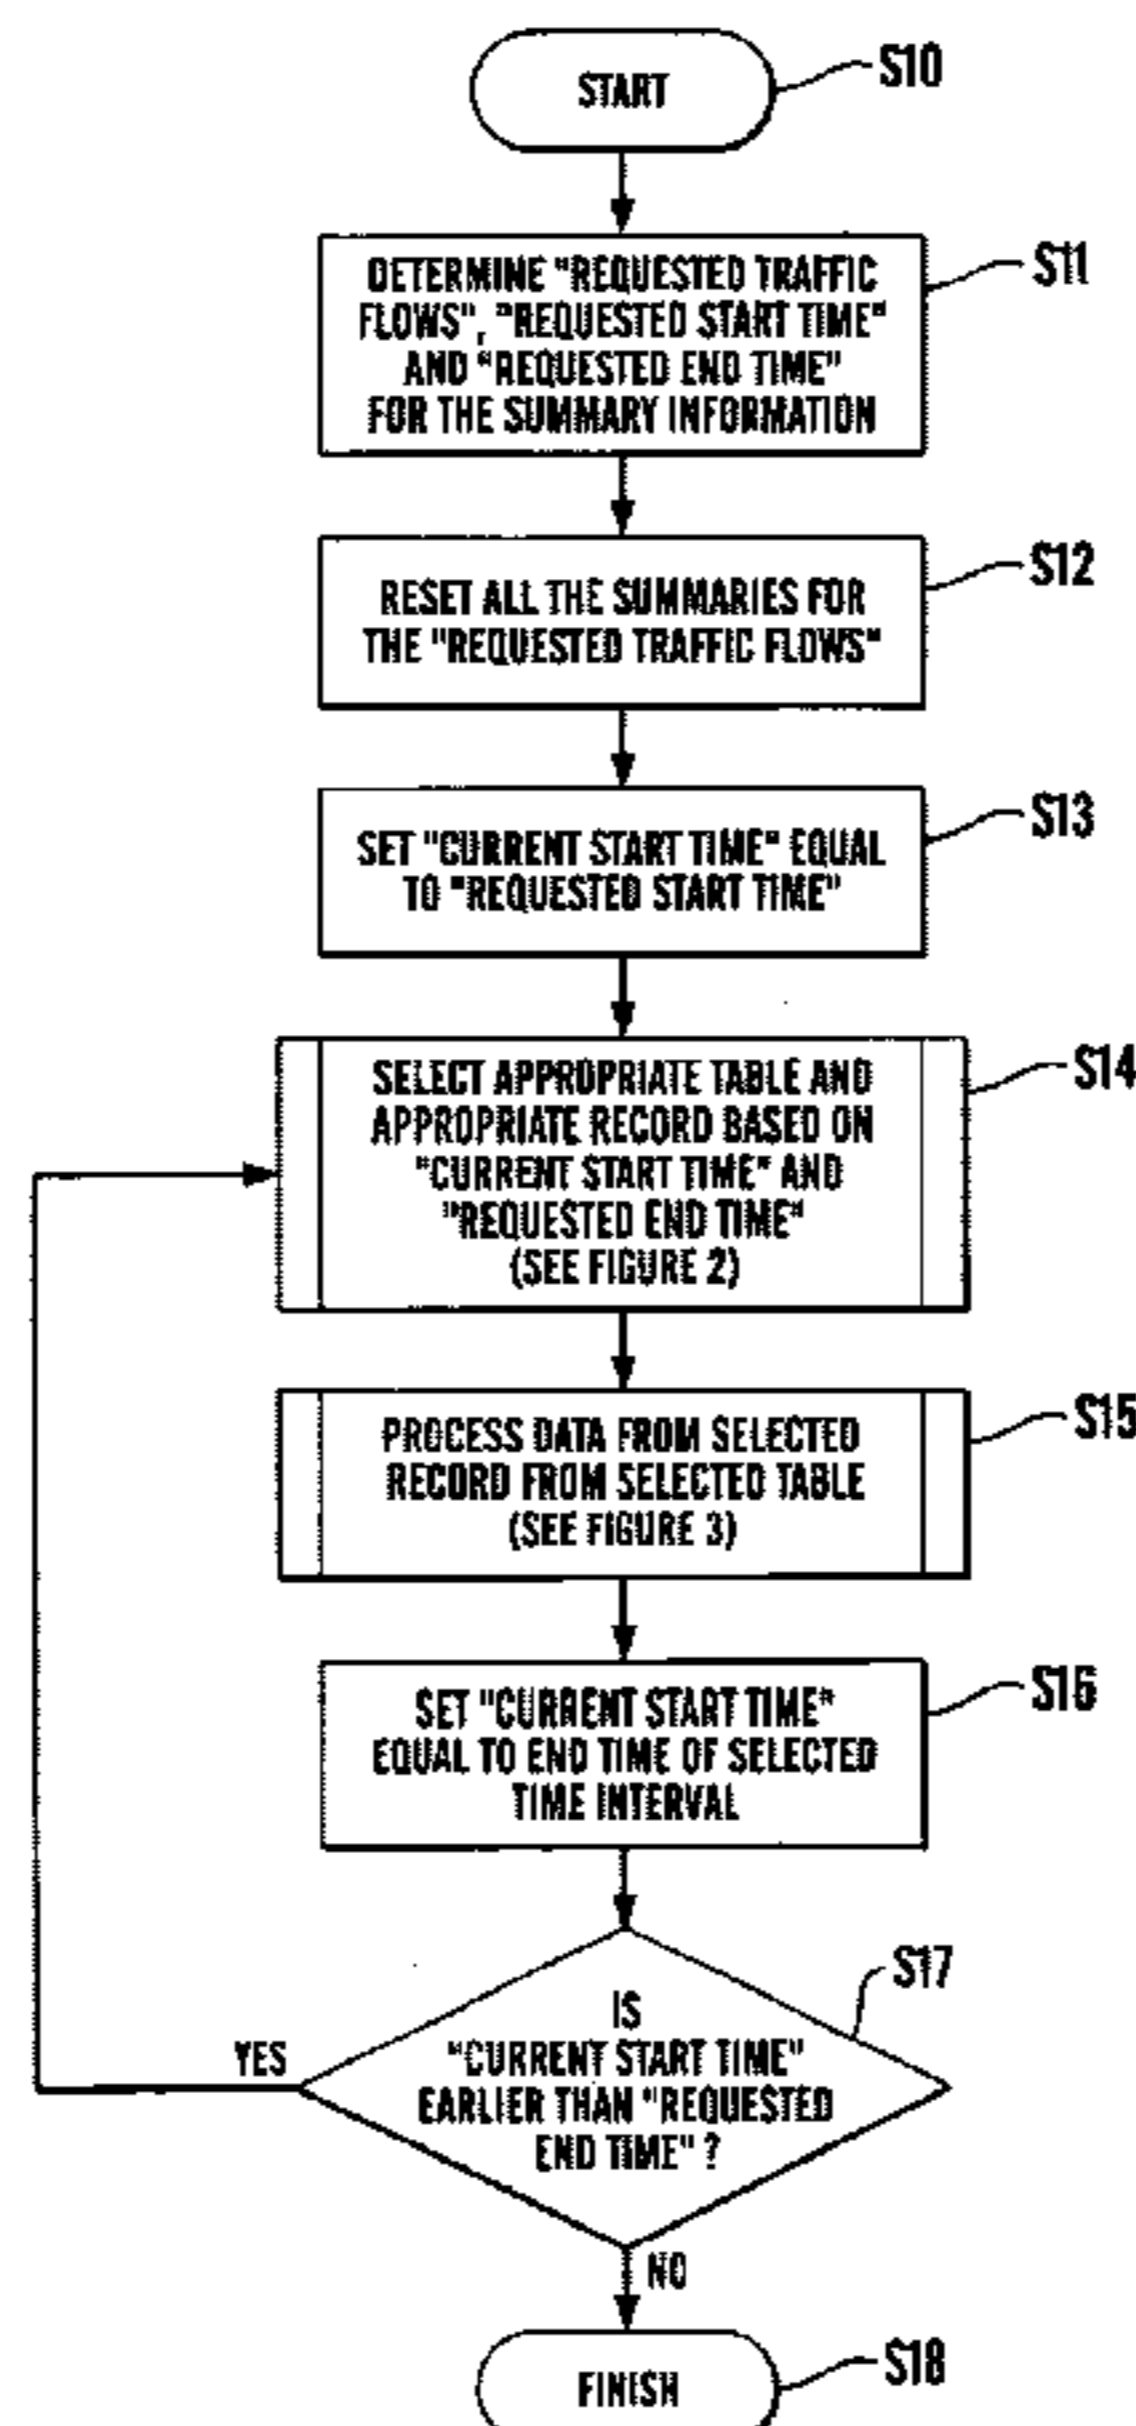 START
S10
DETERMINE "REQUESTED TRAFFIC
FLOWS", "REQUESTED START TIME"
AND "REQUESTED END TIME"
FOR THE SUMMARY INFORMATION
S11
RESET ALL THE SUMMARIES FOR
THE "REQUESTED TRAFFIC FLOWS"
S12
SET "CURRENT START TIME" EQUAL
TO "REQUESTED START TIME"
S13
SELECT APPROPRIATE TABLE AND
APPROPRIATE RECORD BASED ON
"CURRENT START TIME" AND
"REQUESTED END TIME"
(SEE FIGURE 2)
S14
PROCESS DATA FROM SELECTED
RECORD FROM SELECTED TABLE
(SEE FIGURE 3)
S15
SET "CURRENT START TIME"
EQUAL TO END TIME OF SELECTED
TIME INTERVAL
S16
IS
"CURRENT START TIME"
EARLIER THAN "REQUESTED
END TIME" ?
S17
YES
NO
FINISH
S18